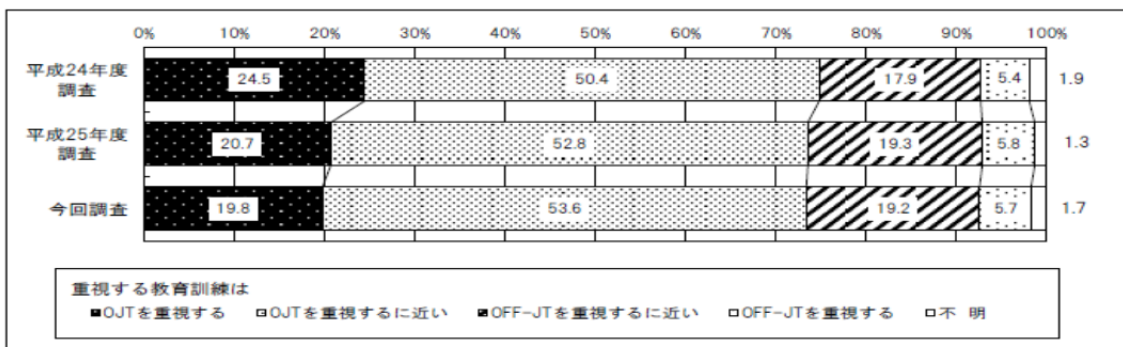 0% 10% 20% 30% 40% 50% 60% 70% 80% 90% 100%
平成24年度
調査
24.5 50.4 17.9 5.4 1.9
平成25年度
調査
20.7 52.8 19.3 5.8 1.3
今回調査
19.8 53.6 19.2 5.7 1.7
重視する教育訓練は
OJTを重視する OJTを重視するに近い OFF-JTを重視するに近い OFF-JTを重視する 不 明